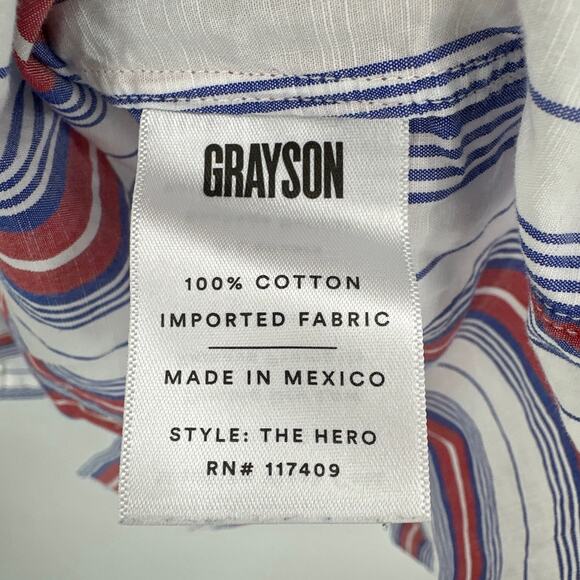 GRAYSON
100% COTTON
IMPORTED FABRIC
MADE IN MEXICO
STYLE: THE HERO
RN# 117409